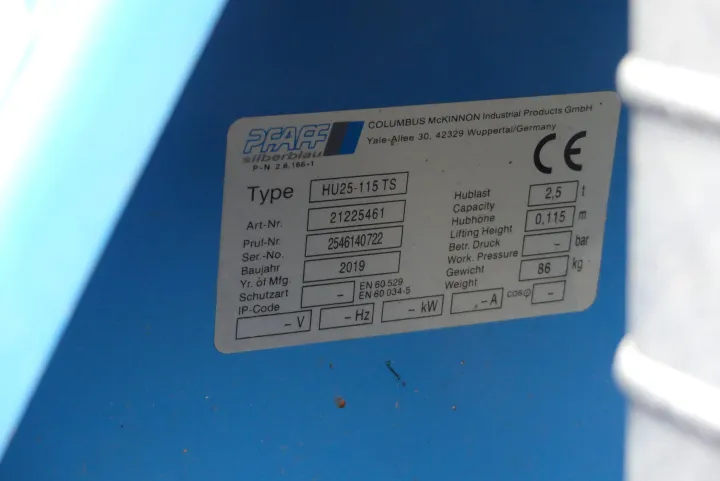 PFAFF
silberblau
P-N 2.8.166-1
COLUMBUS McKINNON Industrial Products GmbH
Yale-Allee 30, 42329 Wuppertal/Germany
CE
Type HU25-115 TS
Art-Nr. 21225461
Prüf-Nr. 2546140722
Ser.-No.
Baujahr 2019
Yr. of Mfg.
Schutzart – EN 60.529
IP-Code EN 60 034-5
– V – Hz – kW – A cosφ –
Hublast 2,5 t
Capacity
Hubhöhe 0,115 m
Lifting Height
Betr. Druck – bar
Work. Pressure
Gewicht 86 kg
Weight